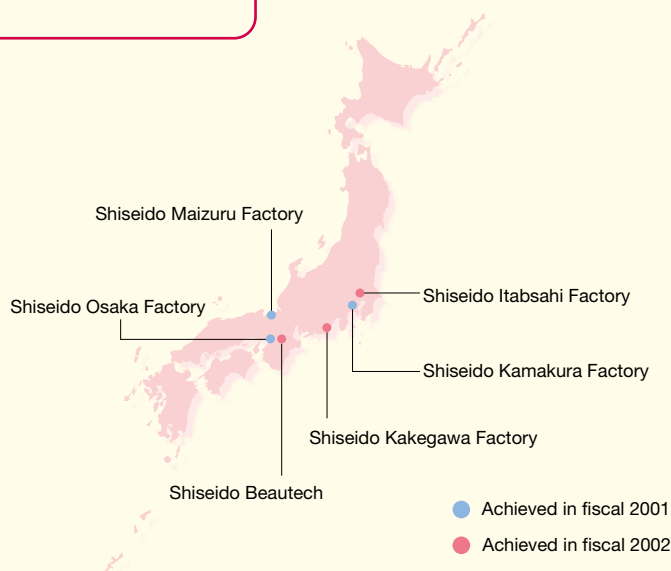 Shiseido Maizuru Factory
Shiseido Osaka Factory
Shiseido Itabsahi Factory
Shiseido Kamakura Factory
Shiseido Kakegawa Factory
Shiseido Beautech
Achieved in fiscal 2001
Achieved in fiscal 2002